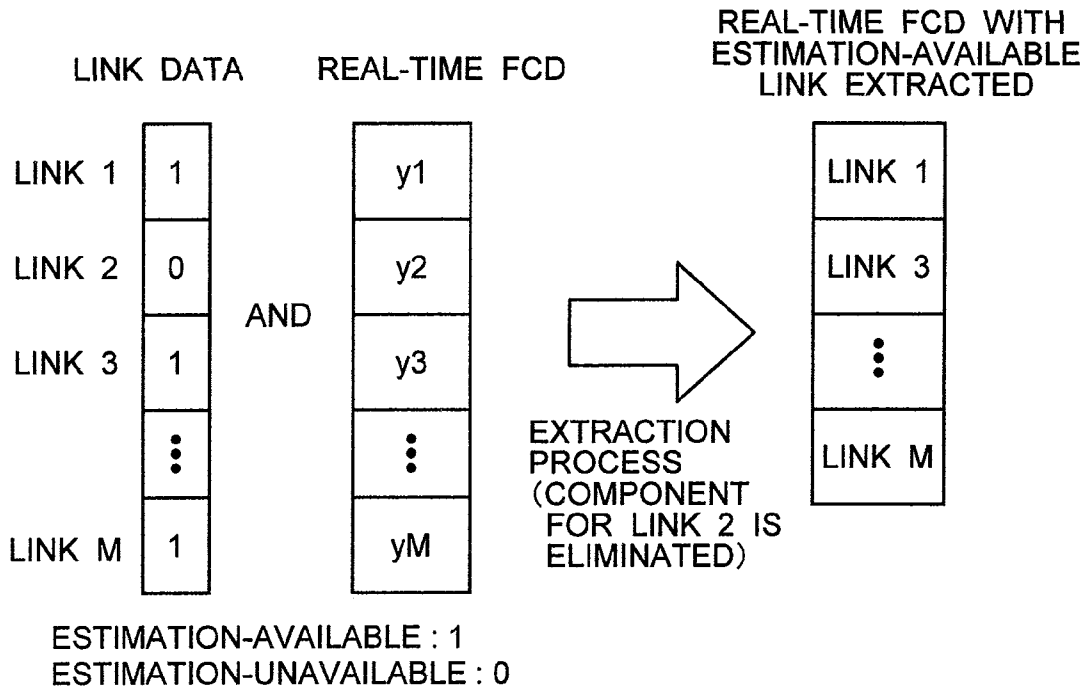 LINK DATA
REAL-TIME FCD
REAL-TIME FCD WITH
ESTIMATION-AVAILABLE
LINK EXTRACTED
LINK 1
1
y1
LINK 1
LINK 2
0
y2
LINK 3
AND
LINK 3
1
y3
LINK M
1
yM
LINK M
EXTRACTION
PROCESS
(COMPONENT
FOR LINK 2 IS
ELIMINATED)
ESTIMATION-AVAILABLE : 1
ESTIMATION-UNAVAILABLE : 0